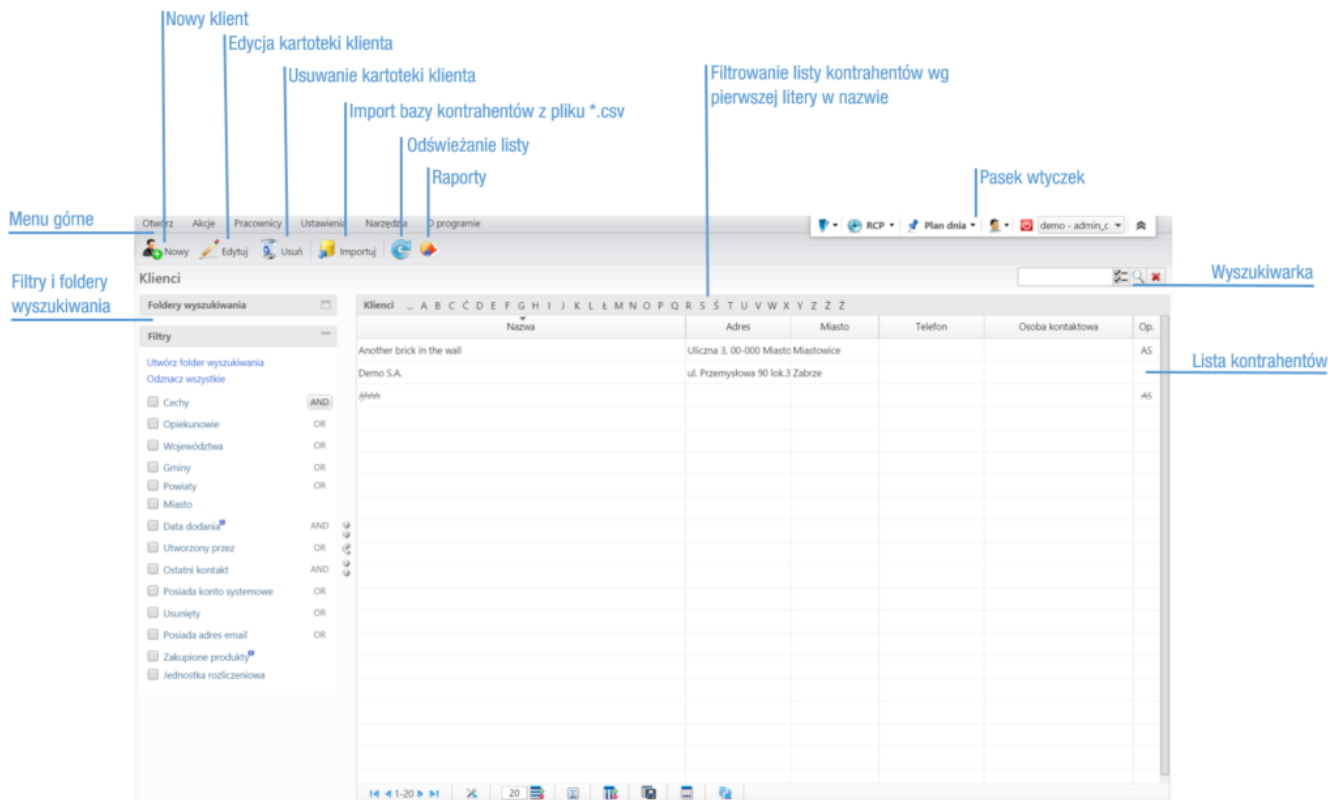 Nowy klient
Edycja kartoteki klienta
Usuwanie kartoteki klienta
Filtrowanie listy kontrahentów wg
pierwszej litery w nazwie
Import bazy kontrahentów z pliku *.csv
Odświeżanie listy
Raporty
Pasek wtyczek
Menu górne
Otwórz Akcje Pracownicy Ustawienia Narzędzia O programie
RCP Plan dnia demo - admin_c
Nowy Edytuj Usuń Importuj
Klienci
Wyszukiwarka
Filtry i foldery
wyszukiwania
Foldery wyszukiwania
Klienci _ A B C Ć D E F G H I J K L Ł M N O P Q R S Ś T U V W X Y Z Ż Ź
Filtry
Nazwa Adres Miasto Telefon Osoba kontaktowa Op.
Another brick in the wall Uliczna 3, 00-000 Miasto Miastowice AS
Utwórz folder wyszukiwania
Lista kontrahentów
Demo S.A. ul. Przemysłowa 90 lok.3 Zabrze
Odznacz wszystkie
AS
Cechy AND
Opiekunowie OR
Województwa OR
Gminy OR
Powiaty OR
Miasto
Data dodania AND
Utworzony przez OR
Ostatni kontakt AND
Posiada konto systemowe OR
Usunięty OR
Posiada adres email OR
Zakupione produkty
Jednostka rozliczeniowa
1-20 20